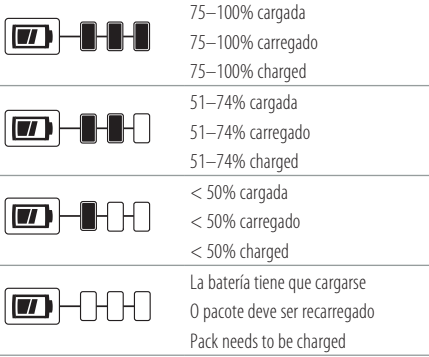 75–100% cargada
75–100% carregado
75–100% charged
51–74% cargada
51–74% carregado
51–74% charged
< 50% cargada
< 50% carregado
< 50% charged
La batería tiene que cargarse
O pacote deve ser recarregado
Pack needs to be charged